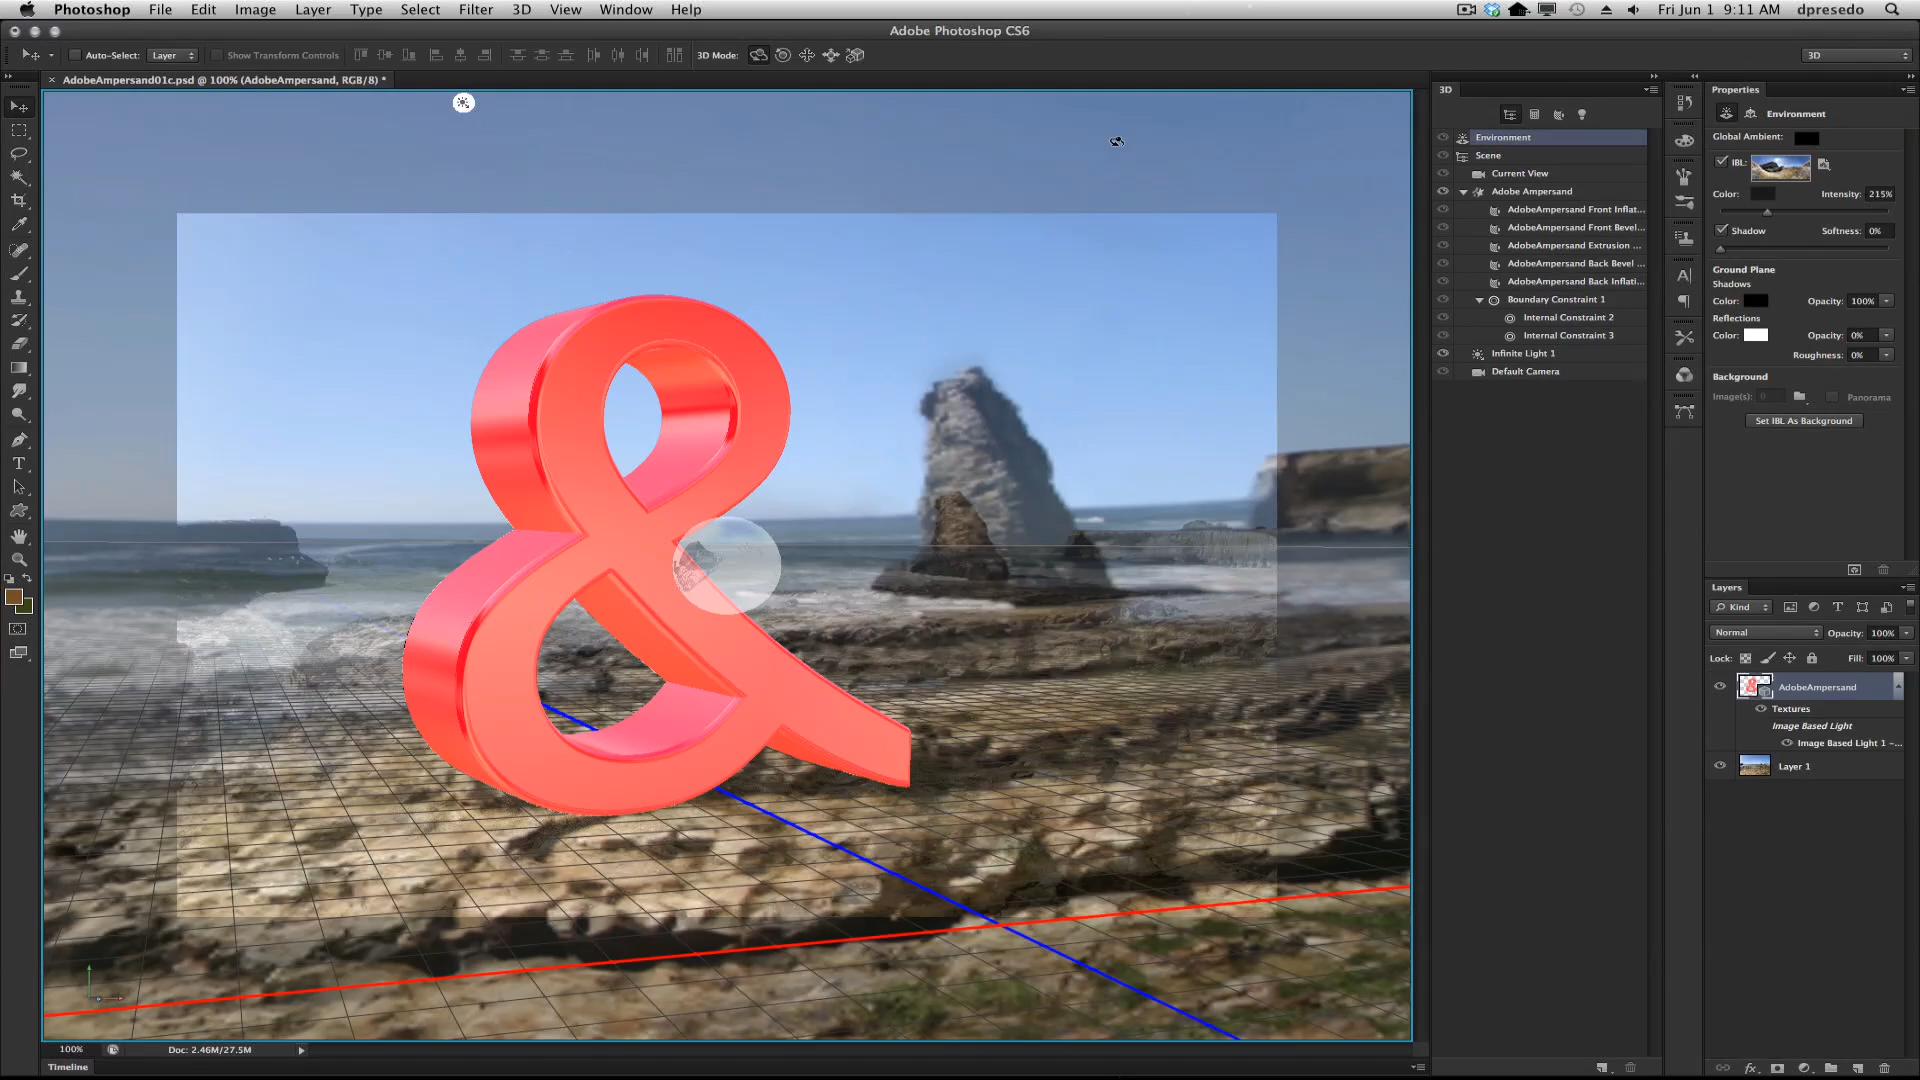 Photoshop File Edit Image Layer Type Select Filter 3D View Window Help Fri Jun 1 9:11 AM dpresedo
Adobe Photoshop CS6
Auto-Select: Layer Show Transform Controls 3D Mode: 3D
AdobeAmpersand01c.psd @ 100% (AdobeAmpersand, RGB/8) *
&
100% Doc: 2.46M/27.5M
Timeline
3D
Environment
Scene
Current View
Adobe Ampersand
AdobeAmpersand Front Inflat...
AdobeAmpersand Front Bevel...
AdobeAmpersand Extrusion ...
AdobeAmpersand Back Bevel ...
AdobeAmpersand Back Inflati...
Boundary Constraint 1
Internal Constraint 2
Internal Constraint 3
Infinite Light 1
Default Camera
Properties
Environment
Global Ambient:
IBL:
Color: Intensity: 215%
Shadow Softness: 0%
Ground Plane
Shadows
Color: Opacity: 100%
Reflections
Color: Opacity: 0%
Roughness: 0%
Background
Image(s): 0 Panorama
Set IBL As Background
Layers
Kind
Normal Opacity: 100%
Lock: Fill: 100%
AdobeAmpersand
Textures
Image Based Light
Image Based Light 1 -...
Layer 1